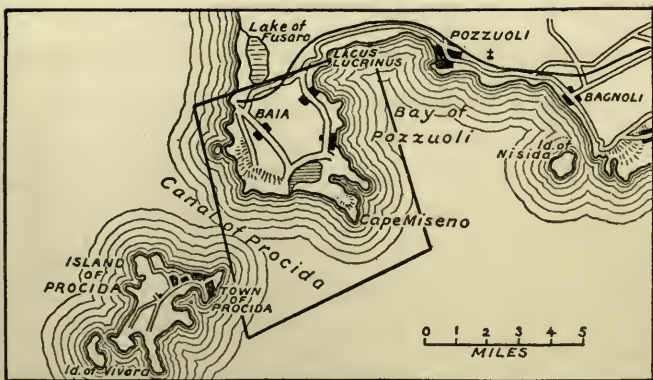 Lake of
Fusaro
LACUS
LUCRINUS
POZZUOLI
BAGNOLI
BAIA
Bay of
Pozzuoli
Id. of
Nisida
Canal of Procida
Cape Miseno
ISLAND
OF
PROCIDA
TOWN
OF
PROCIDA
Id. of Vivara
0 1 2 3 4 5
MILES